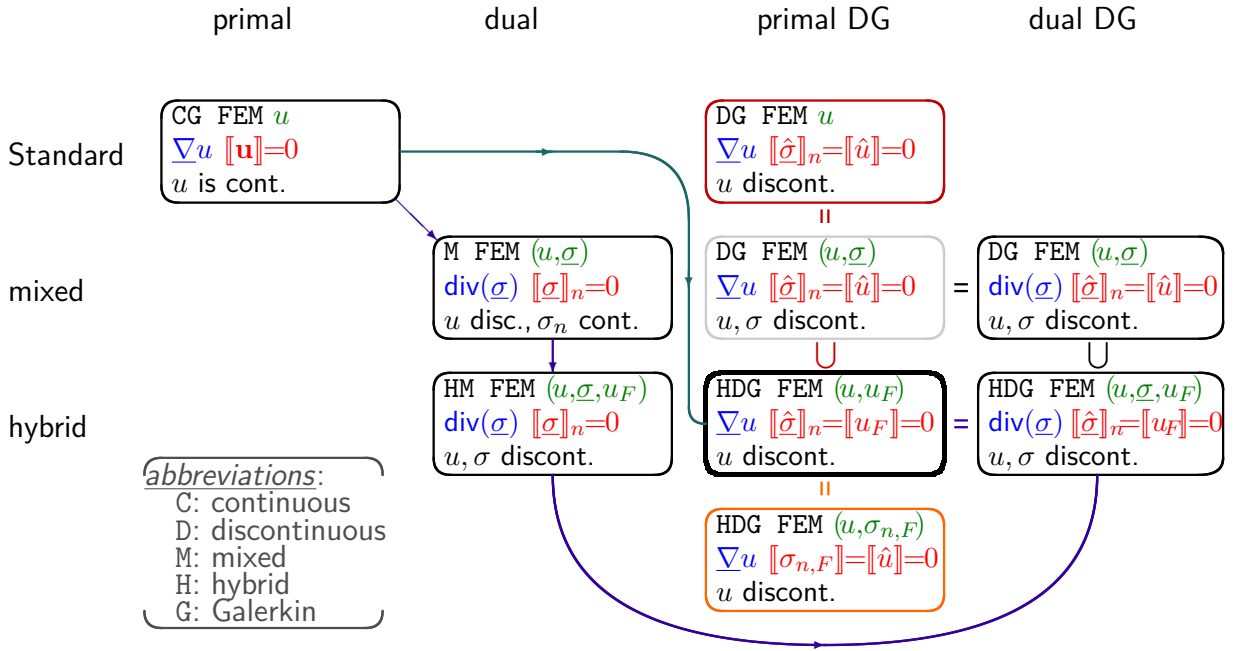 primal dual primal DG dual DG
Standard
CG FEM u
∇u ⟦u⟧=0
u is cont.
DG FEM u
∇u ⟦σ̂⟧n=⟦û⟧=0
u discont.
=
mixed
M FEM (u,σ)
div(σ) ⟦σ⟧n=0
u disc., σn cont.
DG FEM (u,σ)
∇u ⟦σ̂⟧n=⟦û⟧=0
u, σ discont.
=
DG FEM (u,σ)
div(σ) ⟦σ̂⟧n=⟦û⟧=0
u, σ discont.
∪ ∪
hybrid
HM FEM (u,σ,uF)
div(σ) ⟦σ⟧n=0
u, σ discont.
HDG FEM (u,uF)
∇u ⟦σ̂⟧n=⟦uF⟧=0
u discont.
=
HDG FEM (u,σ,uF)
div(σ) ⟦σ̂⟧n=⟦uF⟧=0
u, σ discont.
=
HDG FEM (u,σn,F)
∇u ⟦σn,F⟧=⟦û⟧=0
u discont.
abbreviations:
C: continuous
D: discontinuous
M: mixed
H: hybrid
G: Galerkin